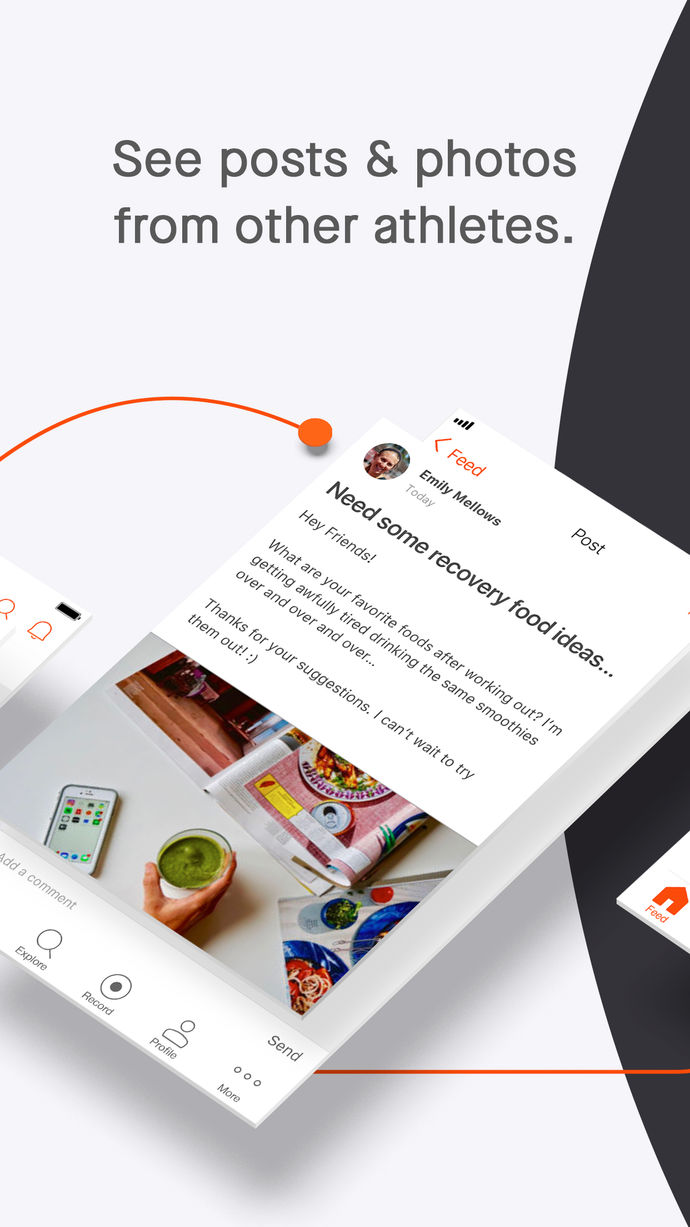 See posts & photos
from other athletes.
Feed
Post
Emily Mellows
Today
Need some recovery food ideas...
Hey Friends!
What are your favorite foods after working out? I'm
getting awfully tired drinking the same smoothies
over and over and over...
Thanks for your suggestions. I can't wait to try
them out! :)
Add a comment
Send
Explore
Record
Profile
More
Feed